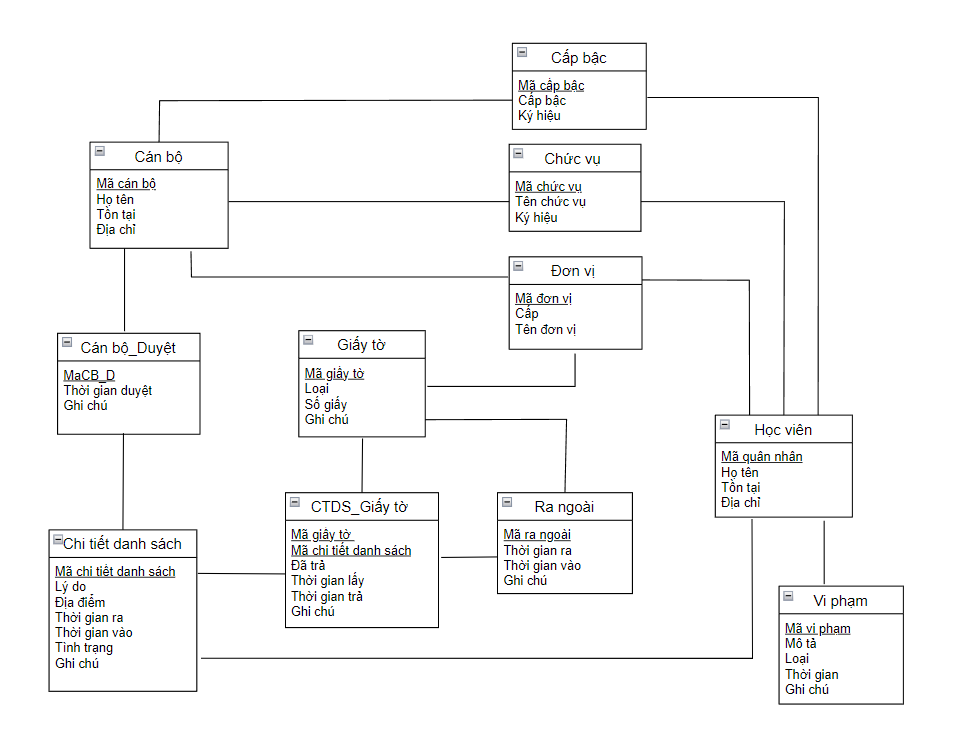 Cấp bậc
Mã cấp bậc
Cấp bậc
Ký hiệu
Cán bộ
Mã cán bộ
Họ tên
Tồn tại
Địa chỉ
Chức vụ
Mã chức vụ
Tên chức vụ
Ký hiệu
Đơn vị
Mã đơn vị
Cấp
Tên đơn vị
Cán bộ_Duyệt
MaCB_D
Thời gian duyệt
Ghi chú
Giấy tờ
Mã giấy tờ
Loại
Số giấy
Ghi chú
Học viên
Mã quân nhân
Họ tên
Tồn tại
Địa chỉ
CTDS_Giấy tờ
Mã giấy tờ
Mã chi tiết danh sách
Đã trả
Thời gian lấy
Thời gian trả
Ghi chú
Ra ngoài
Mã ra ngoài
Thời gian ra
Thời gian vào
Ghi chú
Chi tiết danh sách
Mã chi tiết danh sách
Lý do
Địa điểm
Thời gian ra
Thời gian vào
Tình trạng
Ghi chú
Vi phạm
Mã vi phạm
Mô tả
Loại
Thời gian
Ghi chú